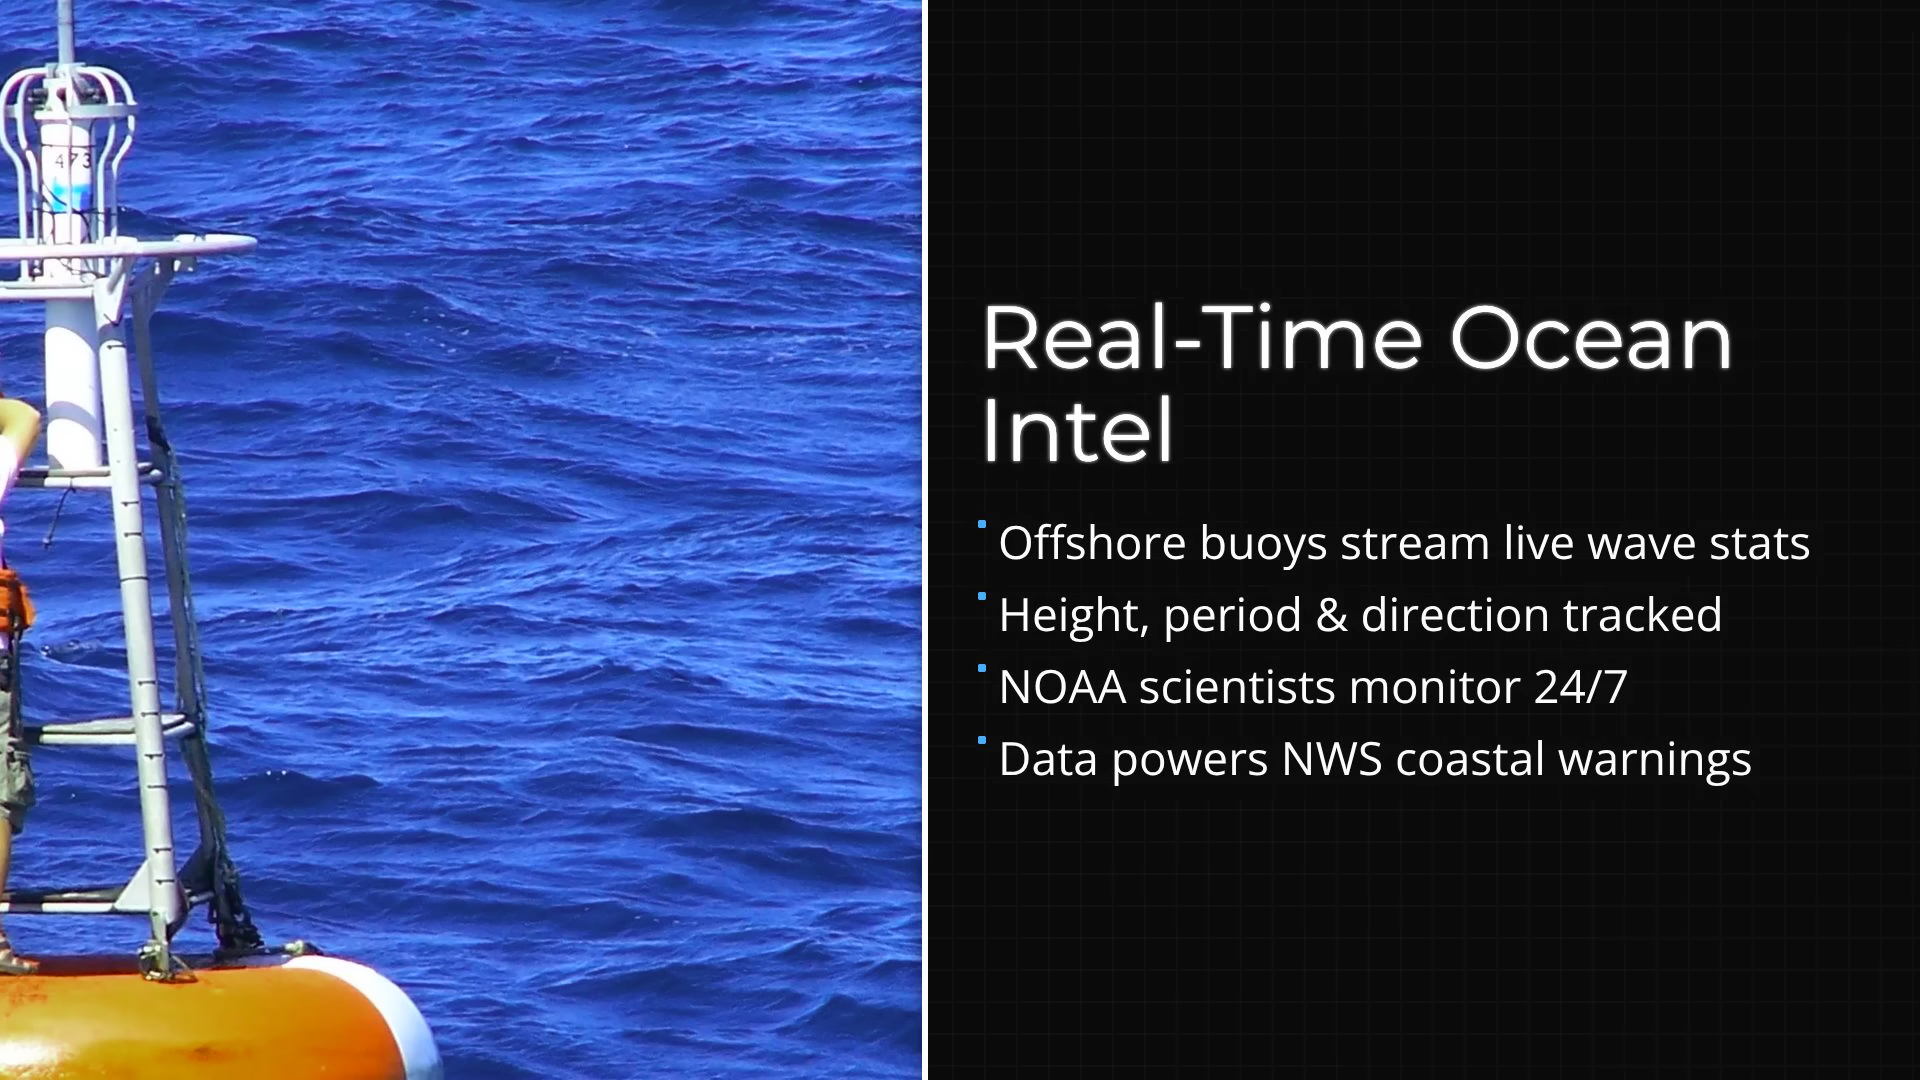 473
Real-Time Ocean
Intel
Offshore buoys stream live wave stats
Height, period & direction tracked
NOAA scientists monitor 24/7
Data powers NWS coastal warnings